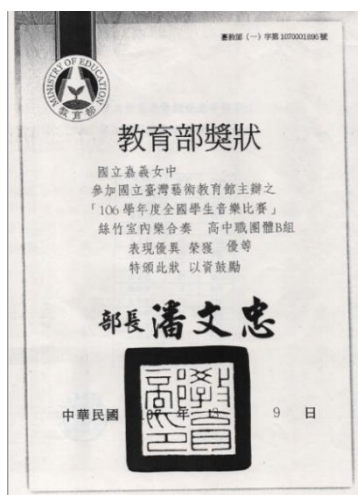 臺教師（一）字第1070001890號
MINISTRY OF EDUCATION
教育部
教育部獎狀
國立嘉義女中
參加國立臺灣藝術教育館主辦之
「106學年度全國學生音樂比賽」
絲竹室內樂合奏 高中職團體B組
表現優異 榮獲 優等
特頒此狀 以資鼓勵
部長 潘文忠
中華民國 年 9 日